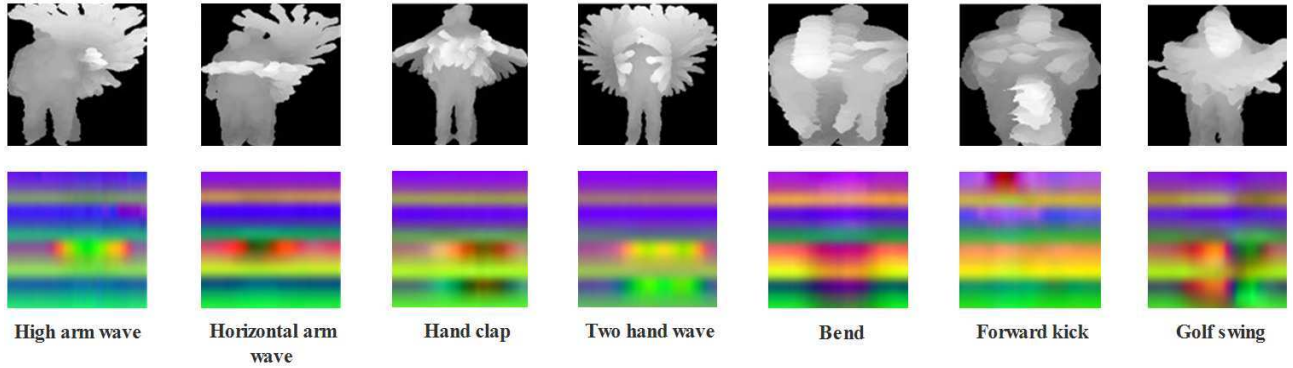 High arm wave
Horizontal arm
wave
Hand clap
Two hand wave
Bend
Forward kick
Golf swing